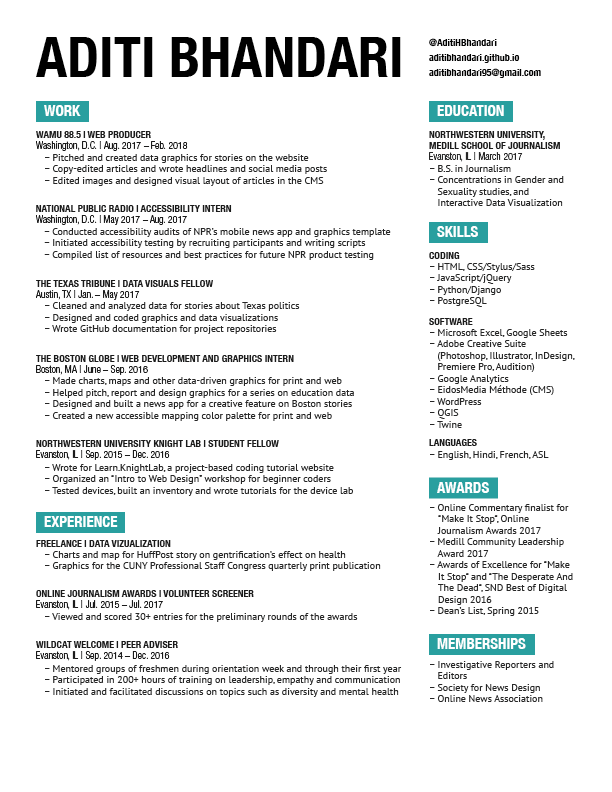 ADITI BHANDARI
@AditiHBhandari
aditibhandari.github.io
aditibhandari95@gmail.com
WORK
WAMU 88.5 | WEB PRODUCER
Washington, D.C. | Aug. 2017 – Feb. 2018
– Pitched and created data graphics for stories on the website
– Copy-edited articles and wrote headlines and social media posts
– Edited images and designed visual layout of articles in the CMS
NATIONAL PUBLIC RADIO | ACCESSIBILITY INTERN
Washington, D.C. | May 2017 – Aug. 2017
– Conducted accessibility audits of NPR's mobile news app and graphics template
– Initiated accessibility testing by recruiting participants and writing scripts
– Compiled list of resources and best practices for future NPR product testing
THE TEXAS TRIBUNE | DATA VISUALS FELLOW
Austin, TX | Jan. – May 2017
– Cleaned and analyzed data for stories about Texas politics
– Designed and coded graphics and data visualizations
– Wrote GitHub documentation for project repositories
THE BOSTON GLOBE | WEB DEVELOPMENT AND GRAPHICS INTERN
Boston, MA | June – Sep. 2016
– Made charts, maps and other data-driven graphics for print and web
– Helped pitch, report and design graphics for a series on education data
– Designed and built a news app for a creative feature on Boston stories
– Created a new accessible mapping color palette for print and web
NORTHWESTERN UNIVERSITY KNIGHT LAB | STUDENT FELLOW
Evanston, IL | Sep. 2015 – Dec. 2016
– Wrote for Learn.KnightLab, a project-based coding tutorial website
– Organized an "Intro to Web Design" workshop for beginner coders
– Tested devices, built an inventory and wrote tutorials for the device lab
EXPERIENCE
FREELANCE | DATA VIZUALIZATION
– Charts and map for HuffPost story on gentrification's effect on health
– Graphics for the CUNY Professional Staff Congress quarterly print publication
ONLINE JOURNALISM AWARDS | VOLUNTEER SCREENER
Evanston, IL | Jul. 2015 – Jul. 2017
– Viewed and scored 30+ entries for the preliminary rounds of the awards
WILDCAT WELCOME | PEER ADVISER
Evanston, IL | Sep. 2014 – Dec. 2016
– Mentored groups of freshmen during orientation week and through their first year
– Participated in 200+ hours of training on leadership, empathy and communication
– Initiated and facilitated discussions on topics such as diversity and mental health
EDUCATION
NORTHWESTERN UNIVERSITY,
MEDILL SCHOOL OF JOURNALISM
Evanston, IL | March 2017
– B.S. in Journalism
– Concentrations in Gender and
Sexuality studies, and
Interactive Data Visualization
SKILLS
CODING
– HTML, CSS/Stylus/Sass
– JavaScript/jQuery
– Python/Django
– PostgreSQL
SOFTWARE
– Microsoft Excel, Google Sheets
– Adobe Creative Suite
(Photoshop, Illustrator, InDesign,
Premiere Pro, Audition)
– Google Analytics
– EidosMedia Méthode (CMS)
– WordPress
– QGIS
– Twine
LANGUAGES
– English, Hindi, French, ASL
AWARDS
– Online Commentary finalist for
"Make It Stop", Online
Journalism Awards 2017
– Medill Community Leadership
Award 2017
– Awards of Excellence for "Make
It Stop" and "The Desperate And
The Dead", SND Best of Digital
Design 2016
– Dean's List, Spring 2015
MEMBERSHIPS
– Investigative Reporters and
Editors
– Society for News Design
– Online News Association